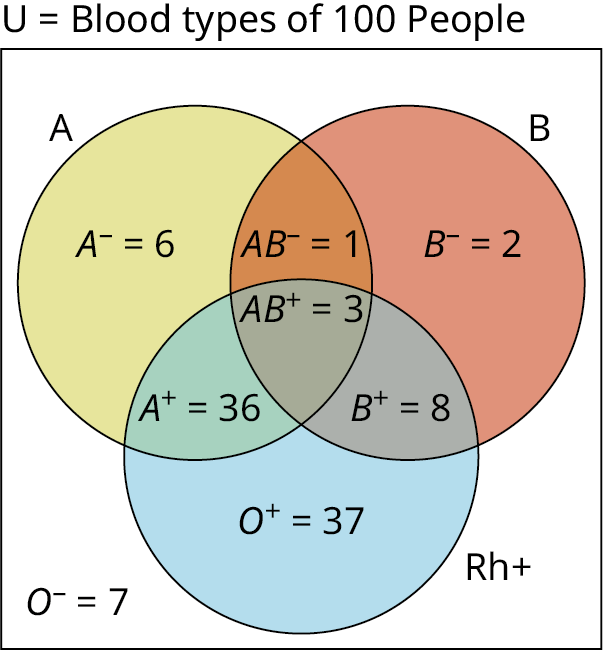 U = Blood types of 100 People
A
B
A⁻ = 6
AB⁻ = 1
B⁻ = 2
AB⁺ = 3
A⁺ = 36
B⁺ = 8
O⁺ = 37
Rh+
O⁻ = 7